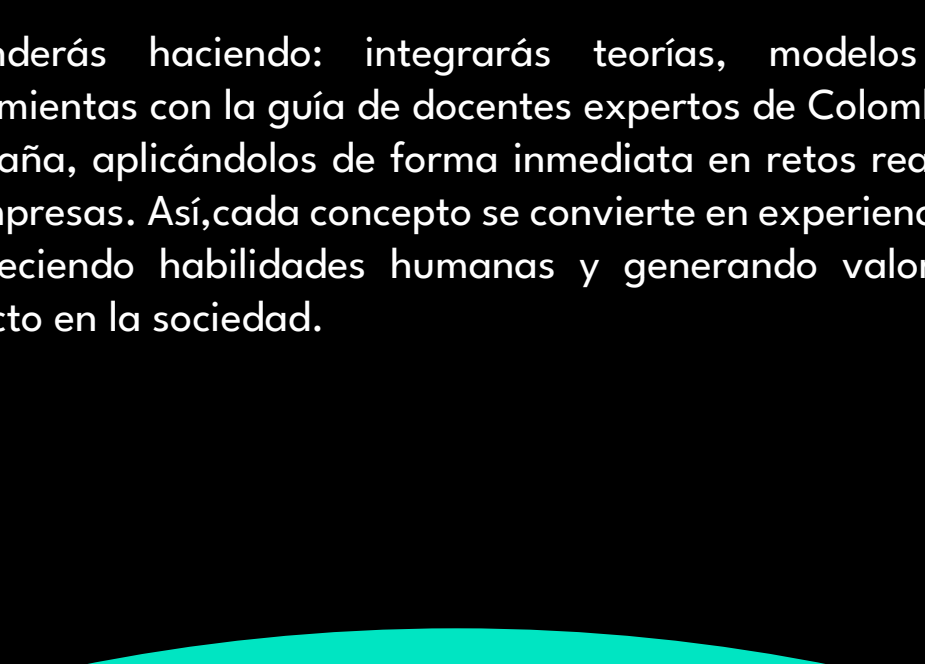 nderás haciendo: integrarás teorías, modelos
mientas con la guía de docentes expertos de Colom
aña, aplicándolos de forma inmediata en retos rea
presas. Así,cada concepto se convierte en experienc
eciendo habilidades humanas y generando valor
cto en la sociedad.